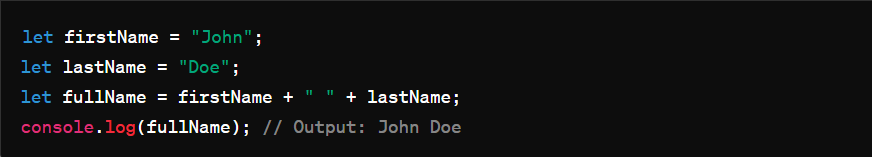 let firstName = "John";
let lastName = "Doe";
let fullName = firstName + " " + lastName;
console.log(fullName); // Output: John Doe